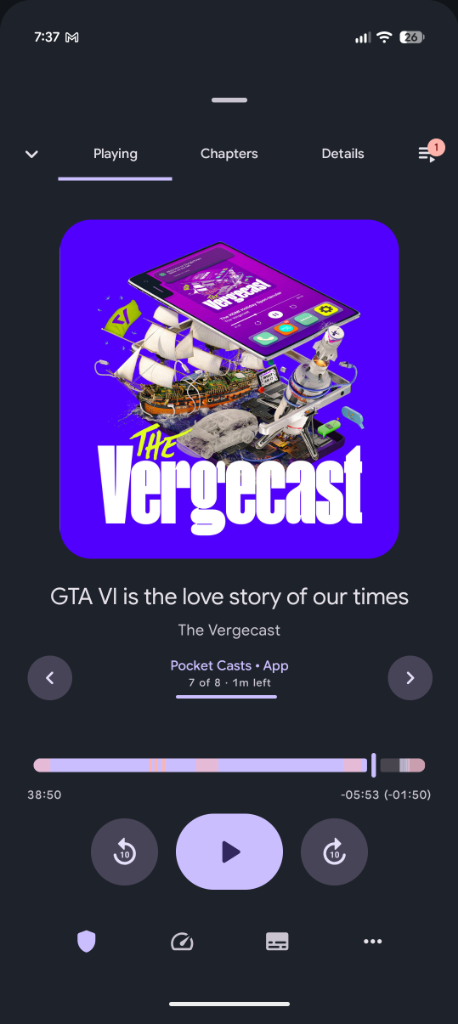 7:37
26
Playing
Chapters
Details
1
Vergecast
THE
Vergecast
GTA VI is the love story of our times
The Vergecast
Pocket Casts • App
7 of 8 · 1m left
38:50
-05:53 (-01:50)
10
10